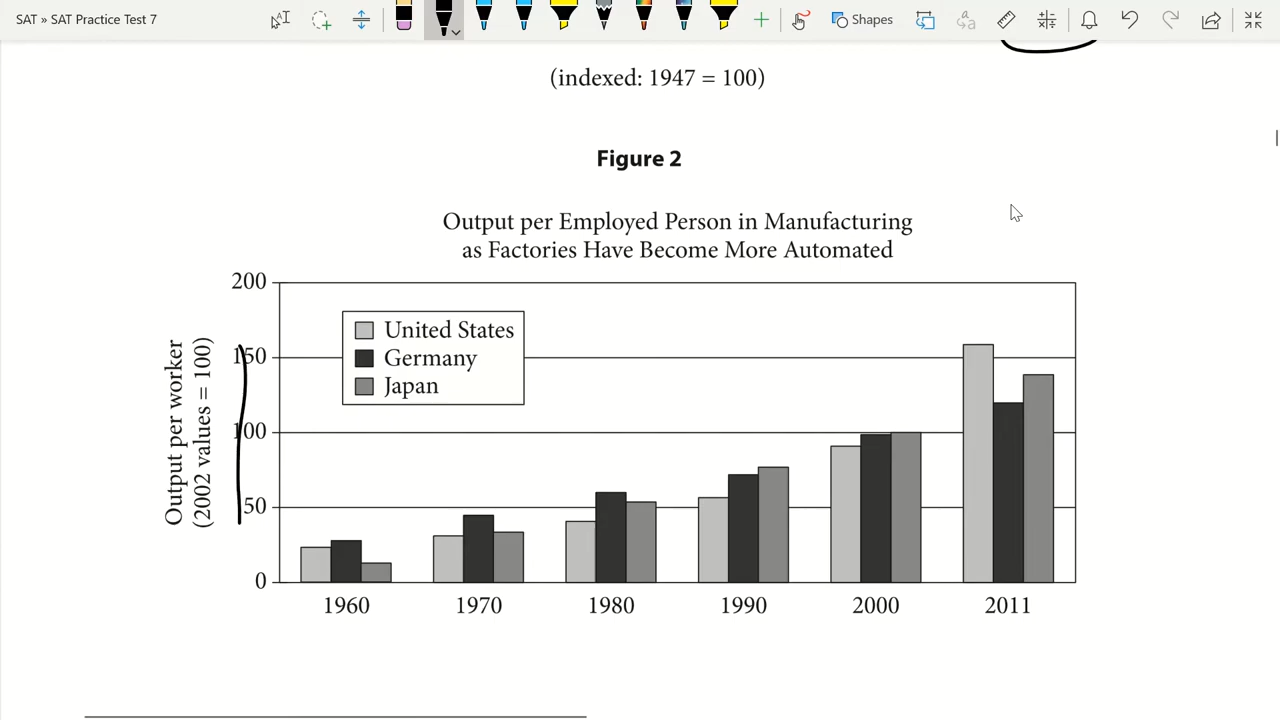 SAT » SAT Practice Test 7
Shapes
(indexed: 1947 = 100)
Figure 2
Output per Employed Person in Manufacturing
as Factories Have Become More Automated
Output per worker
(2002 values = 100)
200
150
100
50
0
United States
Germany
Japan
1960 1970 1980 1990 2000 2011